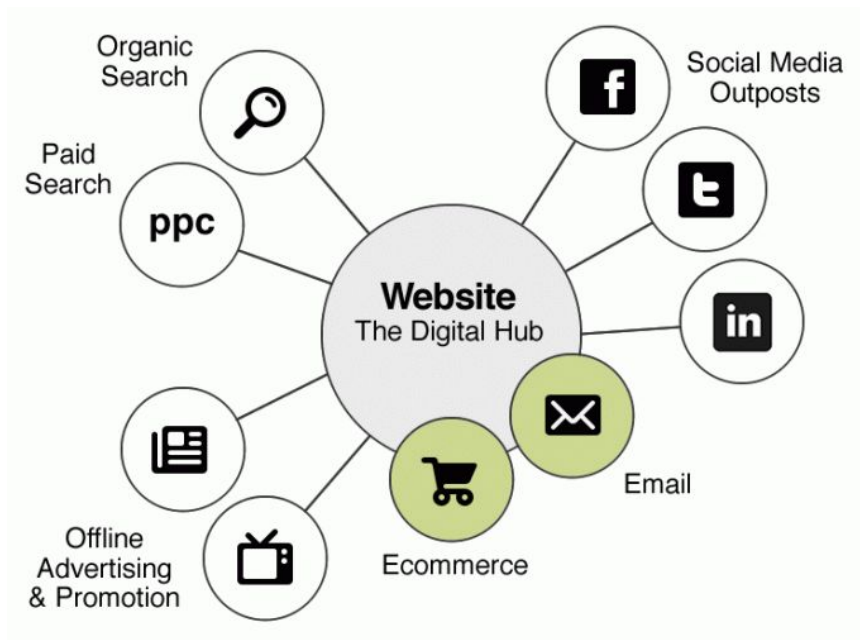 Organic
Search
Paid
Search
ppc
Website
The Digital Hub
f
Social Media
Outposts
t
in
Email
Ecommerce
Offline
Advertising
& Promotion